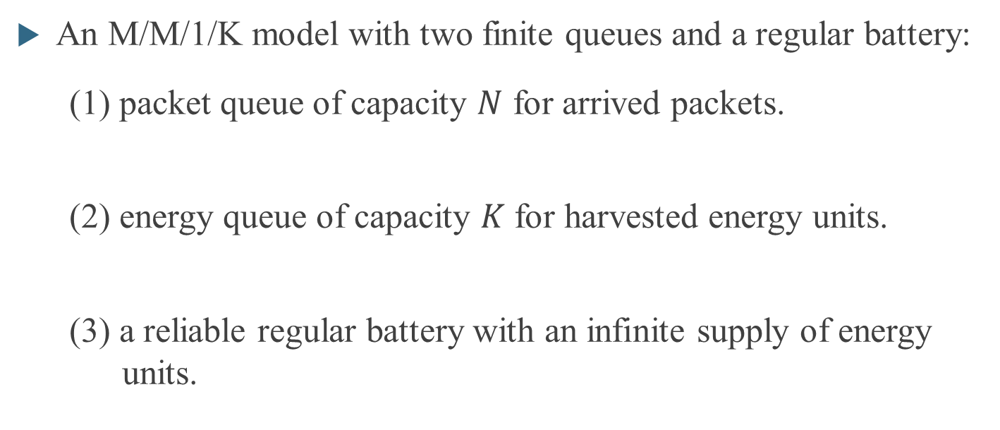 An M/M/1/K model with two finite queues and a regular battery:
(1) packet queue of capacity N for arrived packets.
(2) energy queue of capacity K for harvested energy units.
(3) a reliable regular battery with an infinite supply of energy
units.